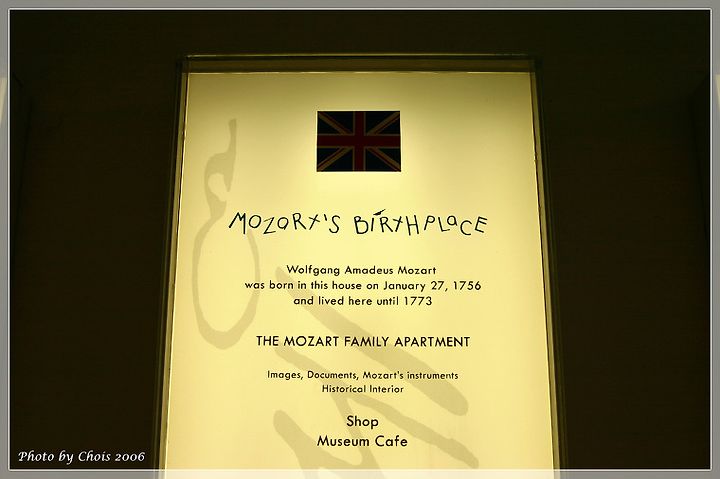 MOZART'S BIRTHPLACE
Wolfgang Amadeus Mozart
was born in this house on January 27, 1756
and lived here until 1773
THE MOZART FAMILY APARTMENT
Images, Documents, Mozart's instruments
Historical Interior
Shop
Museum Cafe
Photo by Chois 2006